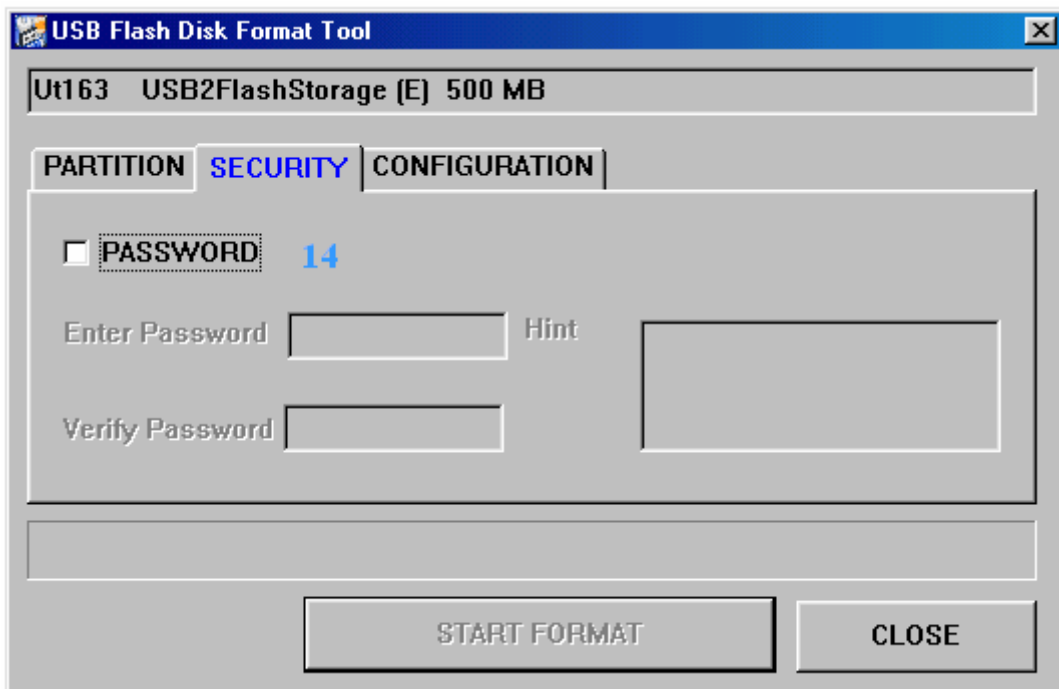 USB Flash Disk Format Tool
Ut163 USB2FlashStorage (E) 500 MB
PARTITION SECURITY CONFIGURATION
PASSWORD 14
Enter Password Hint
Verify Password
START FORMAT CLOSE